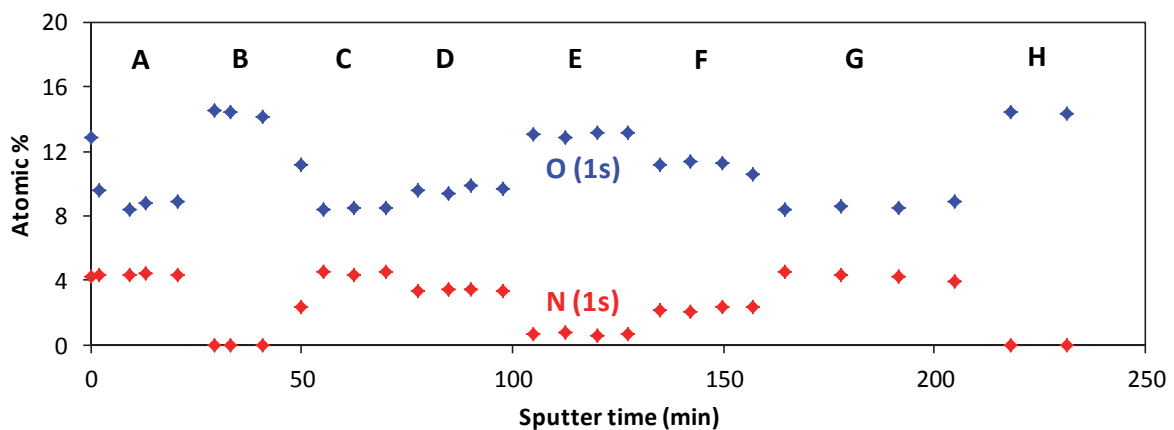 20
A B C D E F G H
16
Atomic %
12
O (1s)
8
4
N (1s)
0
0 50 100 150 200 250
Sputter time (min)